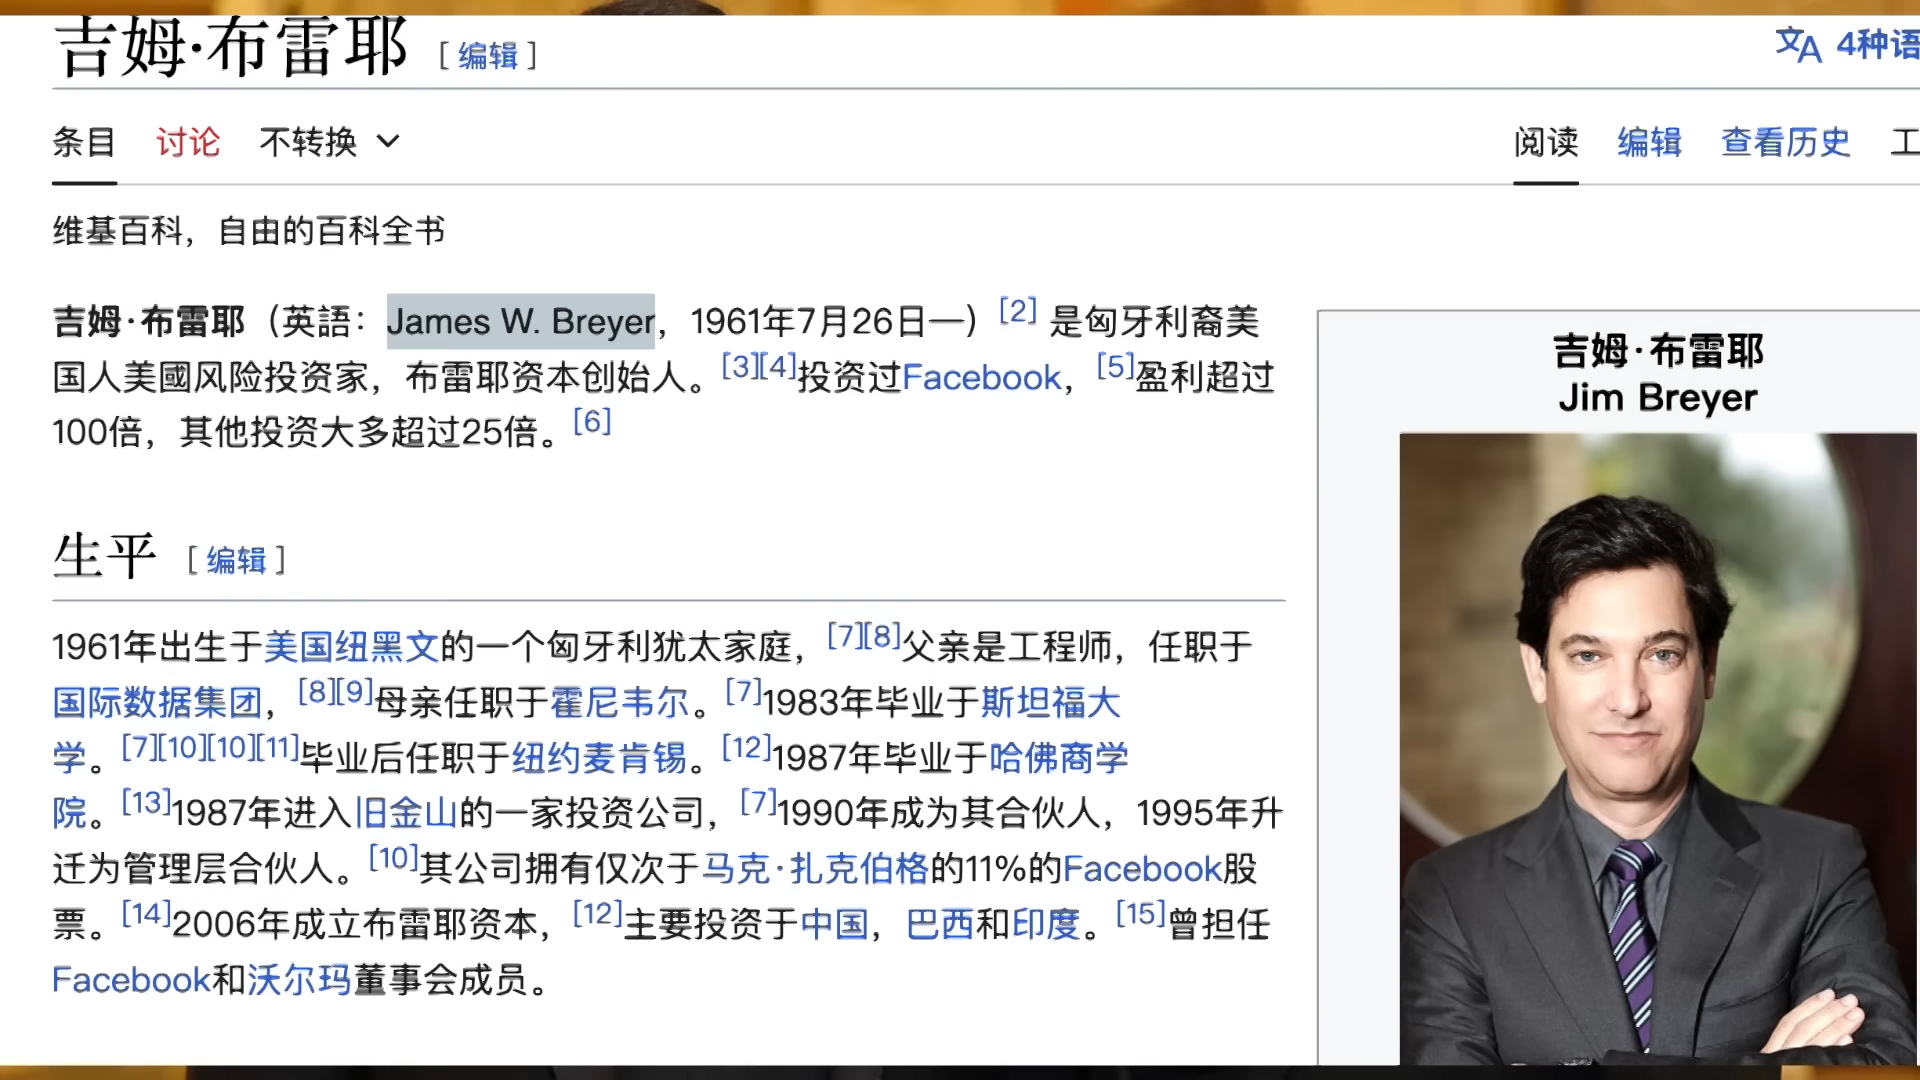 吉姆·布雷耶 [ 编辑 ]
文A 4种语
条目 讨论 不转换
阅读 编辑 查看历史 工
维基百科，自由的百科全书
吉姆·布雷耶（英語：James W. Breyer，1961年7月26日—）[2] 是匈牙利裔美
国人美國风险投资家，布雷耶资本创始人。[3][4]投资过Facebook，[5]盈利超过
100倍，其他投资大多超过25倍。[6]
吉姆·布雷耶
Jim Breyer
生平 [ 编辑 ]
1961年出生于美国纽黑文的一个匈牙利犹太家庭，[7][8]父亲是工程师，任职于
国际数据集团，[8][9]母亲任职于霍尼韦尔。[7]1983年毕业于斯坦福大
学。[7][10][10][11]毕业后任职于纽约麦肯锡。[12]1987年毕业于哈佛商学
院。[13]1987年进入旧金山的一家投资公司，[7]1990年成为其合伙人，1995年升
迁为管理层合伙人。[10]其公司拥有仅次于马克·扎克伯格的11%的Facebook股
票。[14]2006年成立布雷耶资本，[12]主要投资于中国，巴西和印度。[15]曾担任
Facebook和沃尔玛董事会成员。